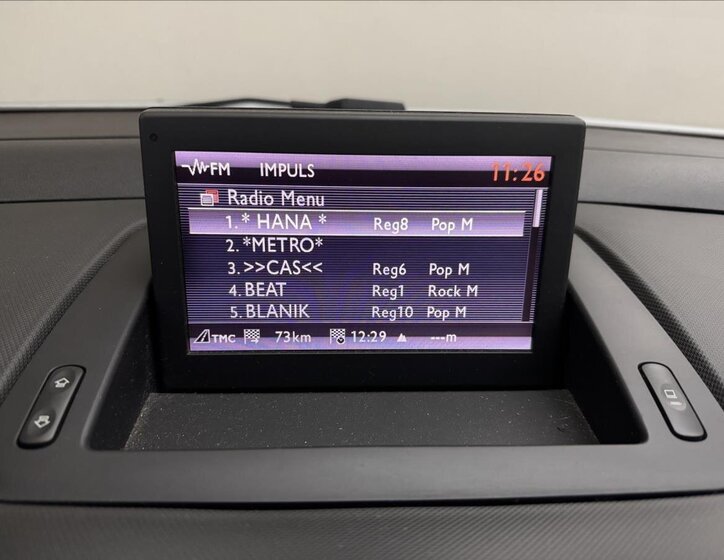 FM IMPULS 11:26
Radio Menu
1. * HANA * Reg8 Pop M
2. *METRO*
3. >>CAS<< Reg6 Pop M
4. BEAT Reg1 Rock M
5. BLANIK Reg10 Pop M
TMC 73km 12:29 ---m